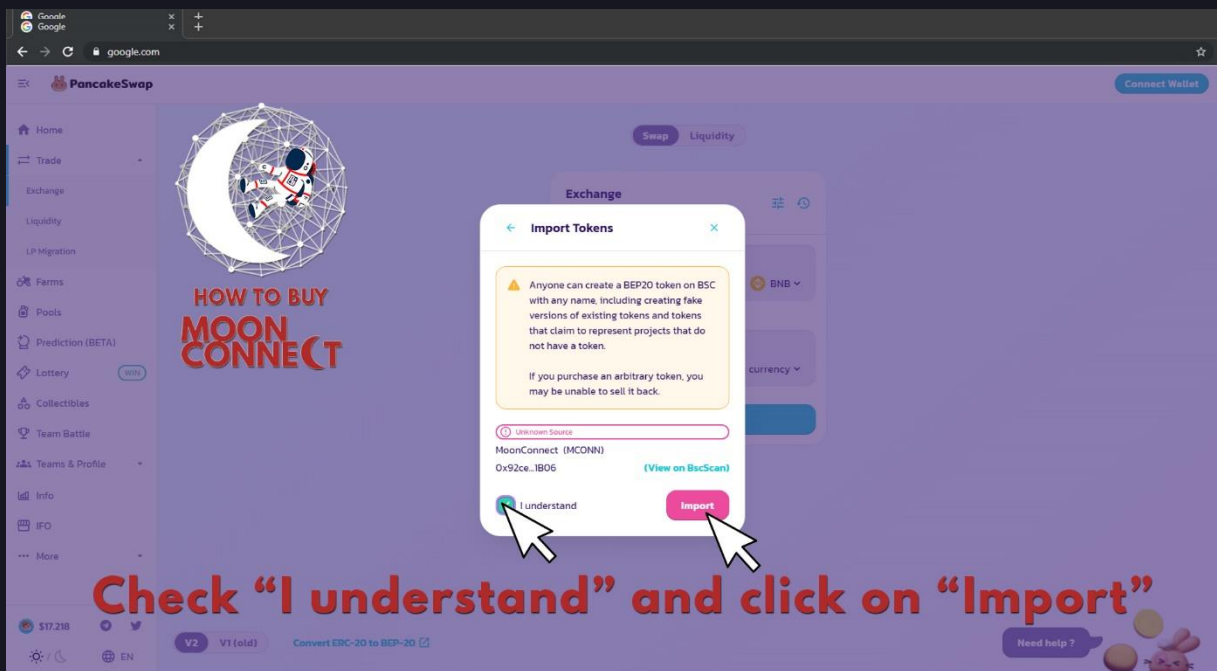 Google
Google
google.com
PancakeSwap
Connect Wallet
Home
Trade
Exchange
Liquidity
LP Migration
Farms
Pools
Prediction (BETA)
Lottery
WIN
Collectibles
Team Battle
Teams & Profile
Info
IFO
More
$17.218
EN
HOW TO BUY
MOON
CONNECT
Swap Liquidity
Exchange
BNB
currency
Import Tokens
Anyone can create a BEP20 token on BSC
with any name, including creating fake
versions of existing tokens and tokens
that claim to represent projects that do
not have a token.
If you purchase an arbitrary token, you
may be unable to sell it back.
Unknown Source
MoonConnect (MCONN)
0x92ce...1B06 (View on BscScan)
I understand Import
Check “I understand” and click on “Import”
V2 V1 (old) Convert ERC-20 to BEP-20
Need help ?